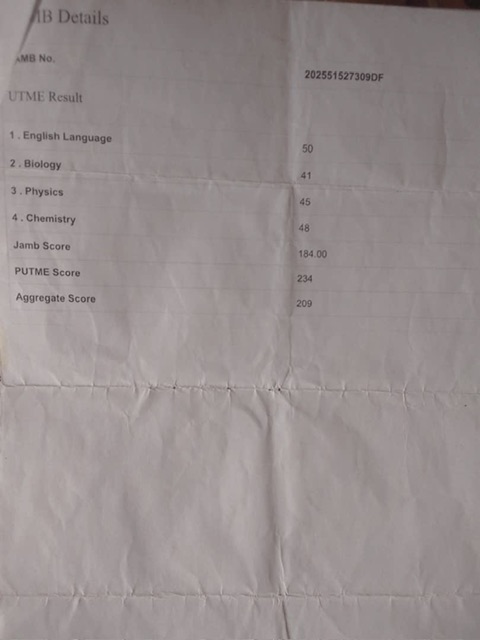 MB Details
AMB No.
202551527309DF
UTME Result
1 . English Language 50
2 . Biology 41
3 . Physics 45
4 . Chemistry 48
Jamb Score 184.00
PUTME Score 234
Aggregate Score 209